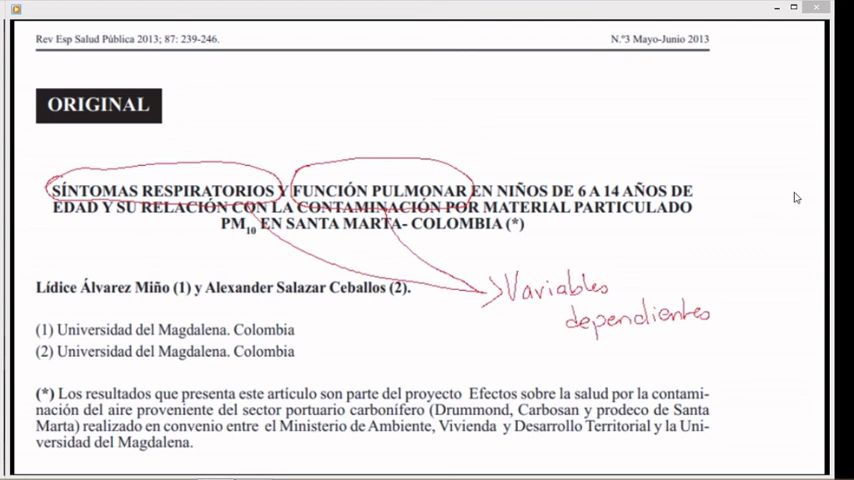 Rev Esp Salud Pública 2013; 87: 239-246. N.º3 Mayo-Junio 2013
ORIGINAL
SÍNTOMAS RESPIRATORIOS Y FUNCIÓN PULMONAR EN NIÑOS DE 6 A 14 AÑOS DE
EDAD Y SU RELACIÓN CON LA CONTAMINACIÓN POR MATERIAL PARTICULADO
PM10 EN SANTA MARTA- COLOMBIA (*)
Lídice Álvarez Miño (1) y Alexander Salazar Ceballos (2).
Variables
dependientes
(1) Universidad del Magdalena. Colombia
(2) Universidad del Magdalena. Colombia
(*) Los resultados que presenta este artículo son parte del proyecto Efectos sobre la salud por la contami-
nación del aire proveniente del sector portuario carbonífero (Drummond, Carbosan y prodeco de Santa
Marta) realizado en convenio entre el Ministerio de Ambiente, Vivienda y Desarrollo Territorial y la Uni-
versidad del Magdalena.